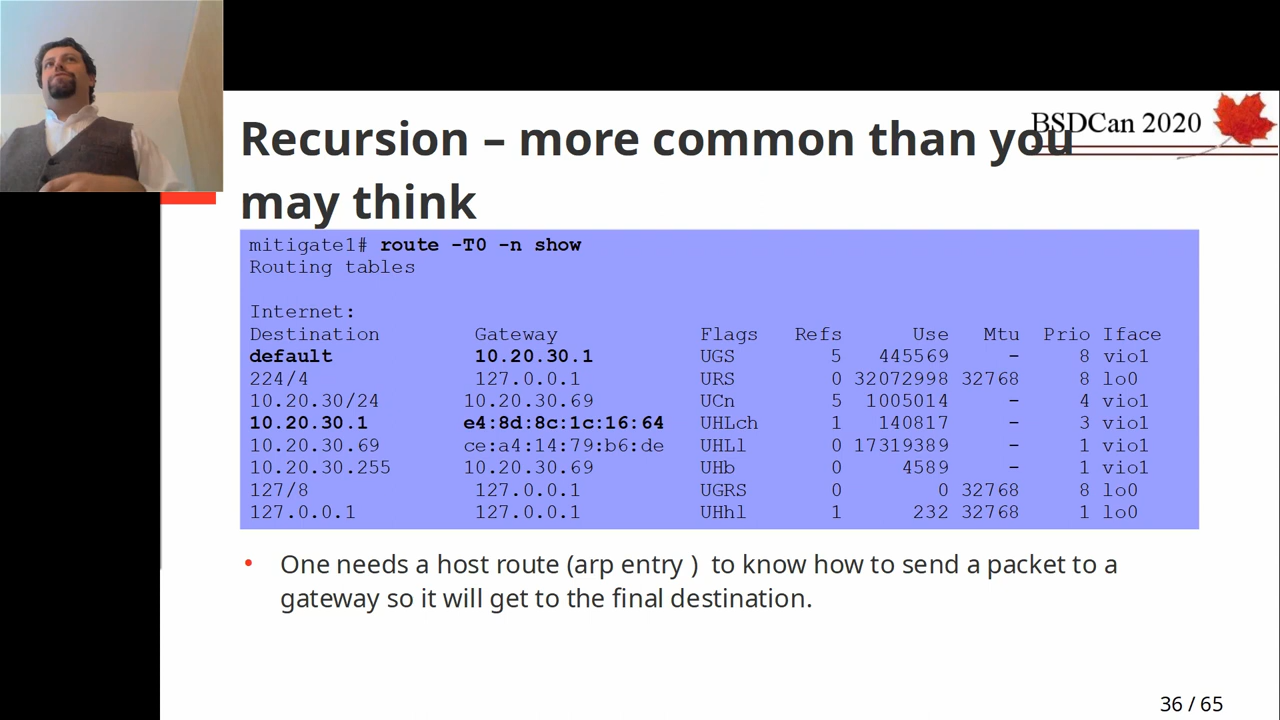 BSDCan 2020
Recursion – more common than you
may think
mitigate1# route -T0 -n show
Routing tables
Internet:
Destination Gateway Flags Refs Use Mtu Prio Iface
default 10.20.30.1 UGS 5 445569 - 8 vio1
224/4 127.0.0.1 URS 0 32072998 32768 8 lo0
10.20.30/24 10.20.30.69 UCn 5 1005014 - 4 vio1
10.20.30.1 e4:8d:8c:1c:16:64 UHLch 1 140817 - 3 vio1
10.20.30.69 ce:a4:14:79:b6:de UHLl 0 17319389 - 1 vio1
10.20.30.255 10.20.30.69 UHb 0 4589 - 1 vio1
127/8 127.0.0.1 UGRS 0 0 32768 8 lo0
127.0.0.1 127.0.0.1 UHhl 1 232 32768 1 lo0
• One needs a host route (arp entry ) to know how to send a packet to a
gateway so it will get to the final destination.
36 / 65